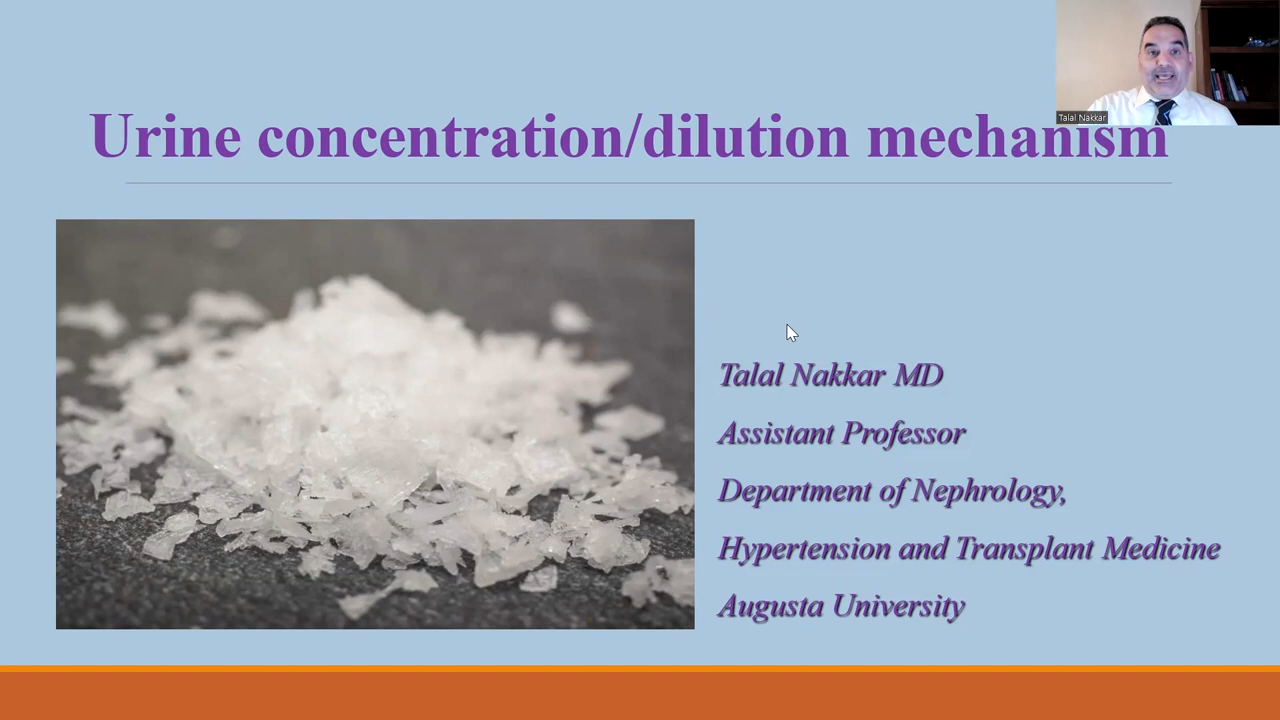 Talal Nakkar
Urine concentration/dilution mechanism
Talal Nakkar MD
Assistant Professor
Department of Nephrology,
Hypertension and Transplant Medicine
Augusta University